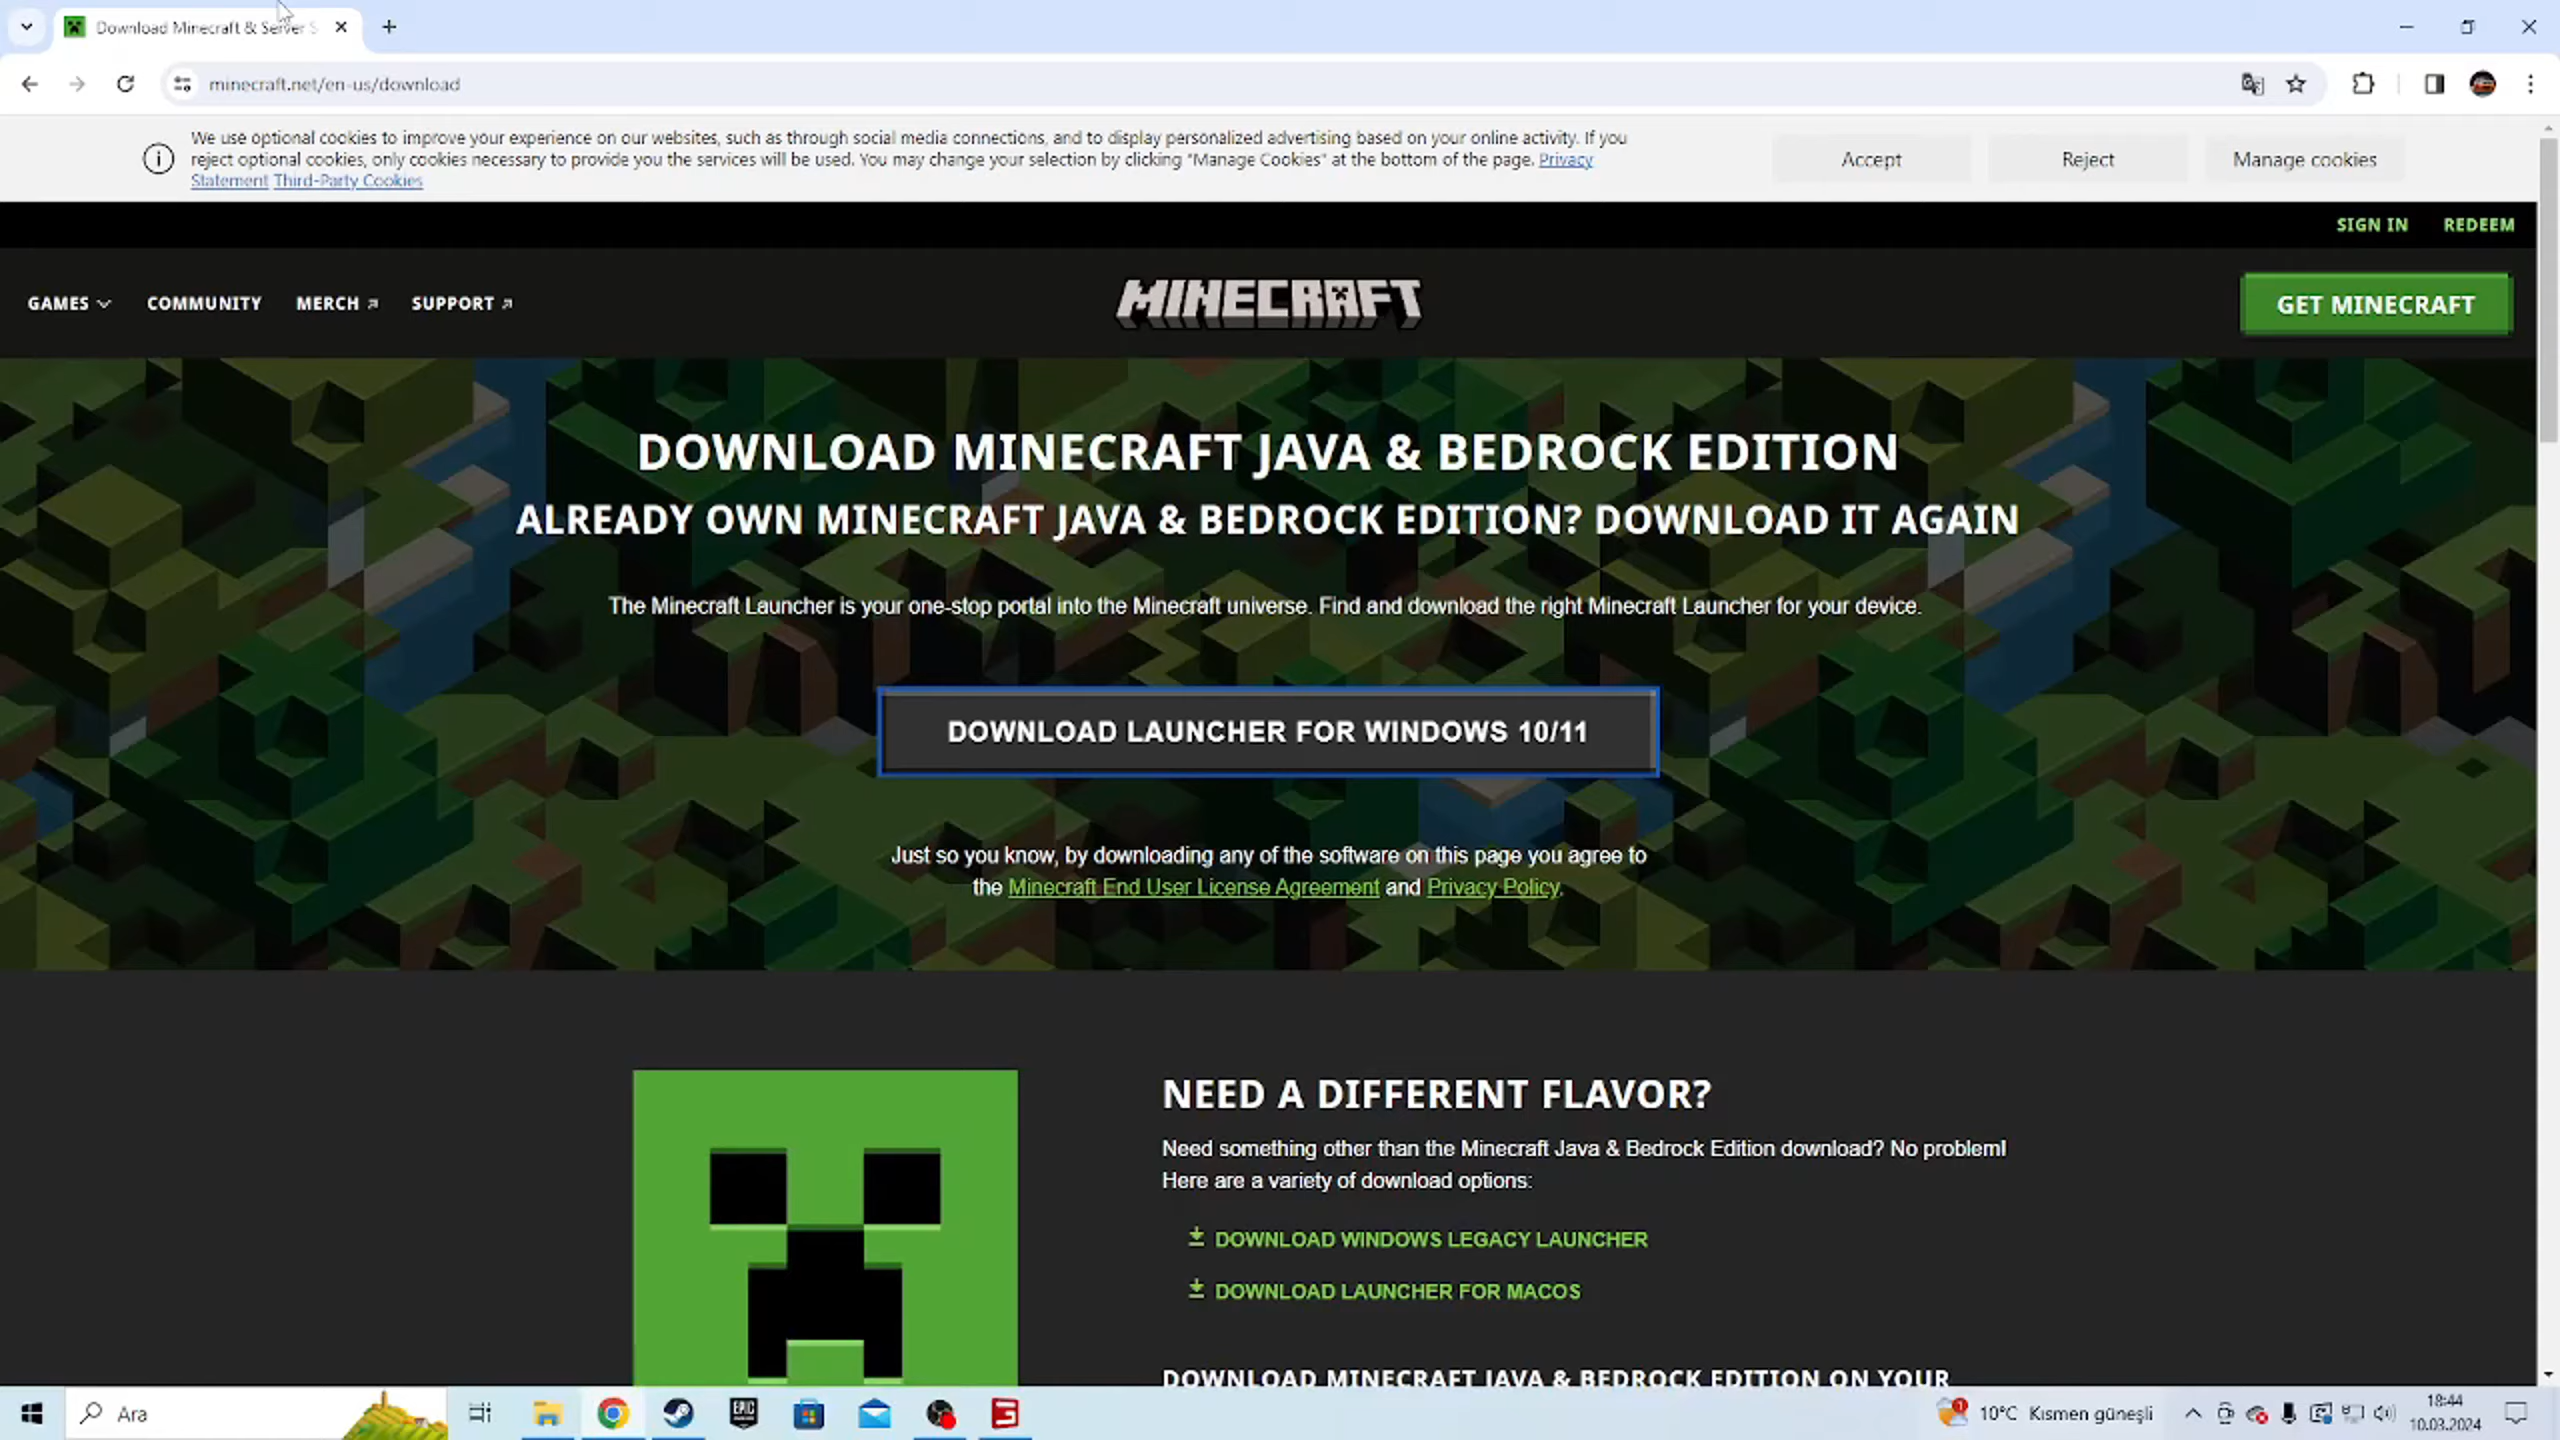 Download Minecraft & Server S
minecraft.net/en-us/download
We use optional cookies to improve your experience on our websites, such as through social media connections, and to display personalized advertising based on your online activity. If you
reject optional cookies, only cookies necessary to provide you the services will be used. You may change your selection by clicking "Manage Cookies" at the bottom of the page. Privacy
Statement Third-Party Cookies
Accept
Reject
Manage cookies
SIGN IN
REDEEM
GAMES
COMMUNITY
MERCH
SUPPORT
MINECRAFT
GET MINECRAFT
DOWNLOAD MINECRAFT JAVA & BEDROCK EDITION
ALREADY OWN MINECRAFT JAVA & BEDROCK EDITION? DOWNLOAD IT AGAIN
The Minecraft Launcher is your one-stop portal into the Minecraft universe. Find and download the right Minecraft Launcher for your device.
DOWNLOAD LAUNCHER FOR WINDOWS 10/11
Just so you know, by downloading any of the software on this page you agree to
the Minecraft End User License Agreement and Privacy Policy.
NEED A DIFFERENT FLAVOR?
Need something other than the Minecraft Java & Bedrock Edition download? No problem!
Here are a variety of download options:
DOWNLOAD WINDOWS LEGACY LAUNCHER
DOWNLOAD LAUNCHER FOR MACOS
DOWNLOAD MINECRAFT JAVA & BEDROCK EDITION ON YOUR
Ara
EPIC
10°C Kısmen güneşli
18:44
10.03.2024